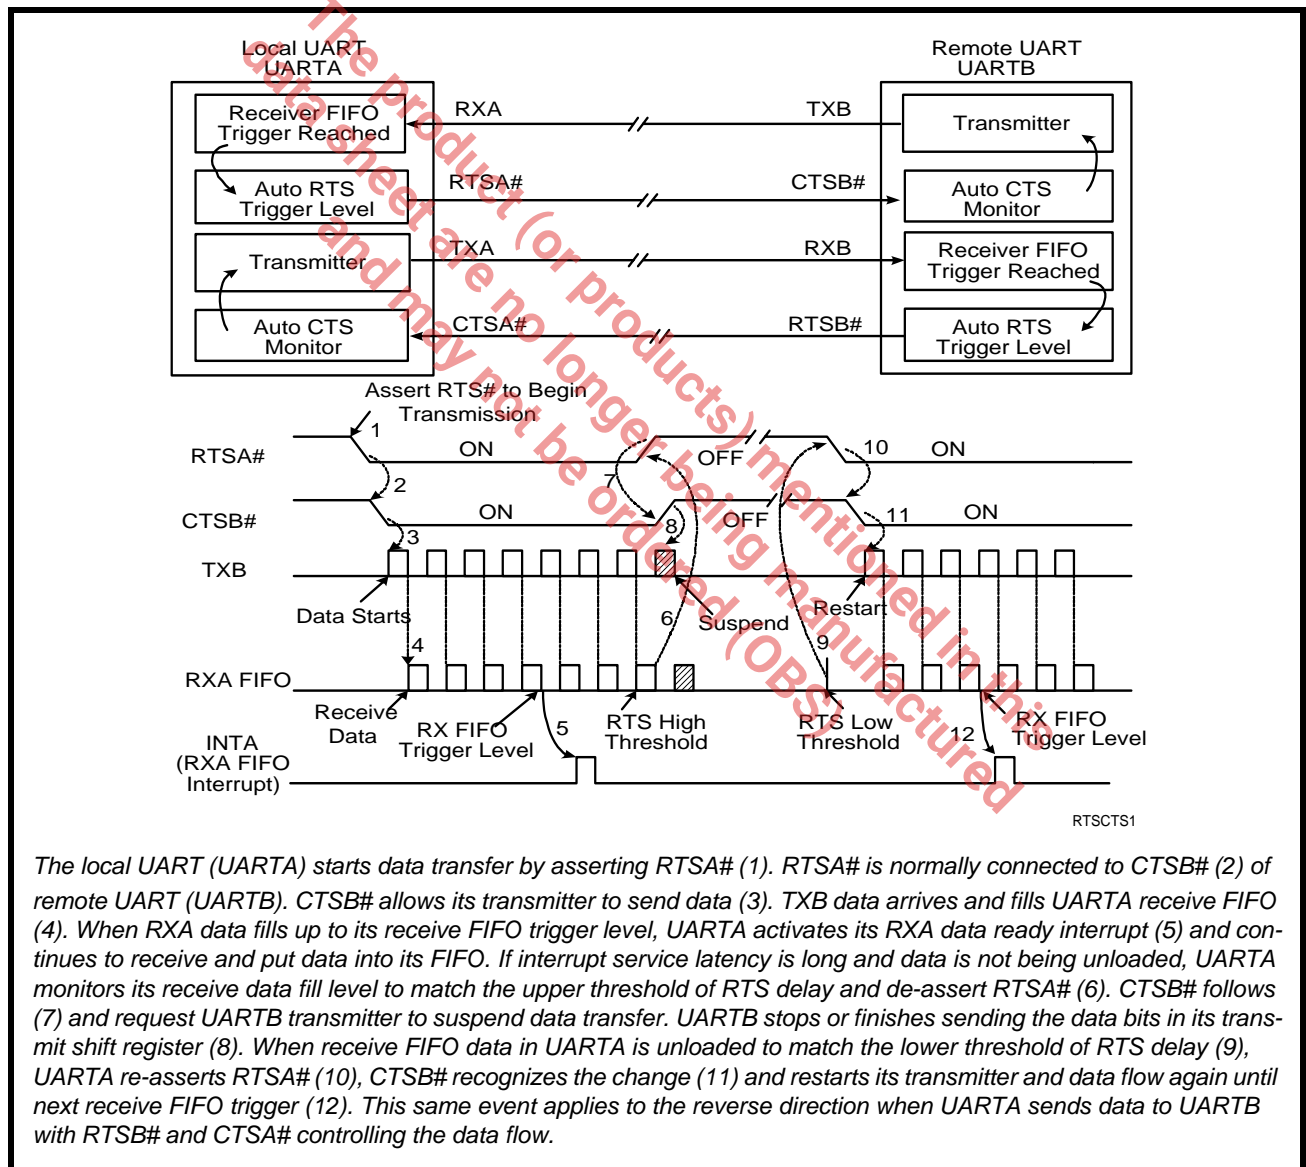 Local UART
UARTA
Remote UART
UARTB
Receiver FIFO
Trigger Reached
RXA
TXB
Transmitter
Auto RTS
Trigger Level
RTSA#
CTSB#
Auto CTS
Monitor
Transmitter
TXA
RXB
Receiver FIFO
Trigger Reached
Auto CTS
Monitor
CTSA#
RTSB#
Auto RTS
Trigger Level
Assert RTS# to Begin
Transmission
RTSA#
1
ON
OFF
10
ON
2
7
CTSB#
ON
8
OFF
11
ON
3
TXB
Data Starts
Suspend
Restart
4
6
9
RXA FIFO
Receive
Data
RX FIFO
Trigger Level
5
RTS High
Threshold
RTS Low
Threshold
12
RX FIFO
Trigger Level
INTA
(RXA FIFO
Interrupt)
RTSCTS1
The product (or products) mentioned in this
data sheet are no longer being manufactured
and may not be ordered (OBS)
The local UART (UARTA) starts data transfer by asserting RTSA# (1). RTSA# is normally connected to CTSB# (2) of
remote UART (UARTB). CTSB# allows its transmitter to send data (3). TXB data arrives and fills UARTA receive FIFO
(4). When RXA data fills up to its receive FIFO trigger level, UARTA activates its RXA data ready interrupt (5) and con-
tinues to receive and put data into its FIFO. If interrupt service latency is long and data is not being unloaded, UARTA
monitors its receive data fill level to match the upper threshold of RTS delay and de-assert RTSA# (6). CTSB# follows
(7) and request UARTB transmitter to suspend data transfer. UARTB stops or finishes sending the data bits in its trans-
mit shift register (8). When receive FIFO data in UARTA is unloaded to match the lower threshold of RTS delay (9),
UARTA re-asserts RTSA# (10), CTSB# recognizes the change (11) and restarts its transmitter and data flow again until
next receive FIFO trigger (12). This same event applies to the reverse direction when UARTA sends data to UARTB
with RTSB# and CTSA# controlling the data flow.